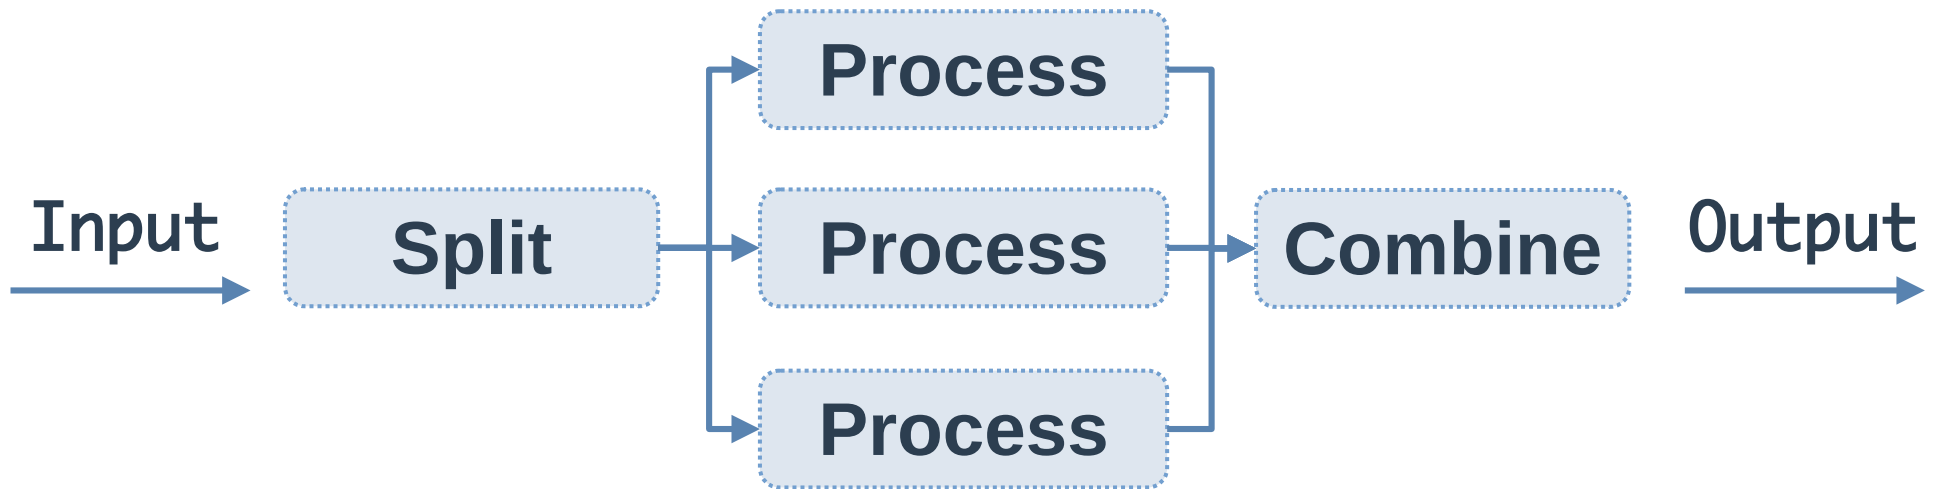 Input
Split
Process
Process
Process
Combine
Output